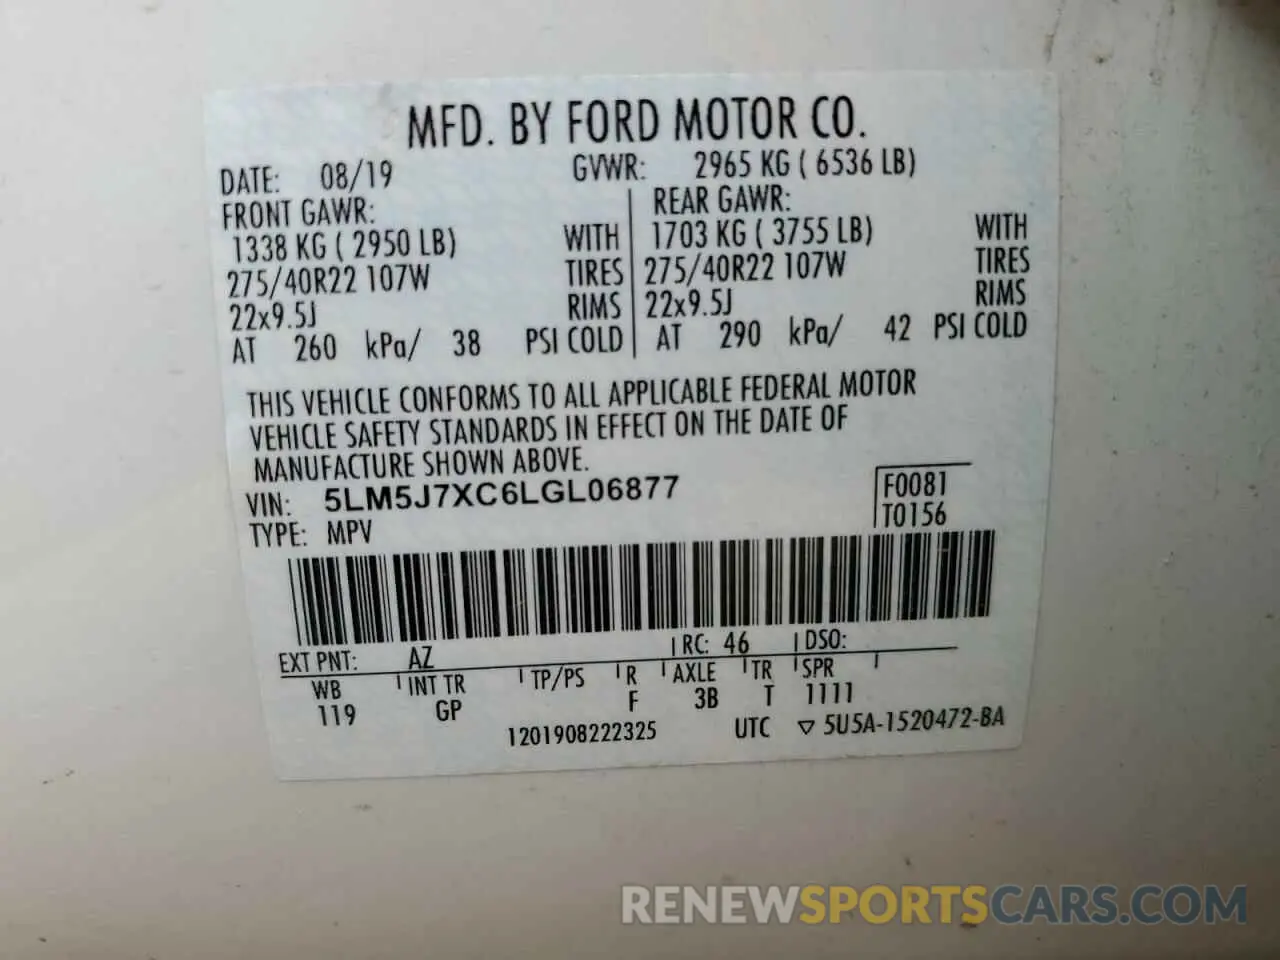 MFD. BY FORD MOTOR CO.
DATE: 08/19 GVWR: 2965 KG ( 6536 LB)
FRONT GAWR: REAR GAWR:
1338 KG ( 2950 LB) WITH 1703 KG ( 3755 LB) WITH
275/40R22 107W TIRES 275/40R22 107W TIRES
22x9.5J RIMS 22x9.5J RIMS
AT 260 kPa/ 38 PSI COLD AT 290 kPa/ 42 PSI COLD
THIS VEHICLE CONFORMS TO ALL APPLICABLE FEDERAL MOTOR
VEHICLE SAFETY STANDARDS IN EFFECT ON THE DATE OF
MANUFACTURE SHOWN ABOVE.
VIN: 5LM5J7XC6LGL06877 F0081
TYPE: MPV T0156
EXT PNT: AZ RC: 46 DSO:
WB INT TR TP/PS R AXLE TR SPR
119 GP F 3B T 1111
1201908222325 UTC ▽ 5U5A-1520472-BA
RENEWSPORTSCARS.COM